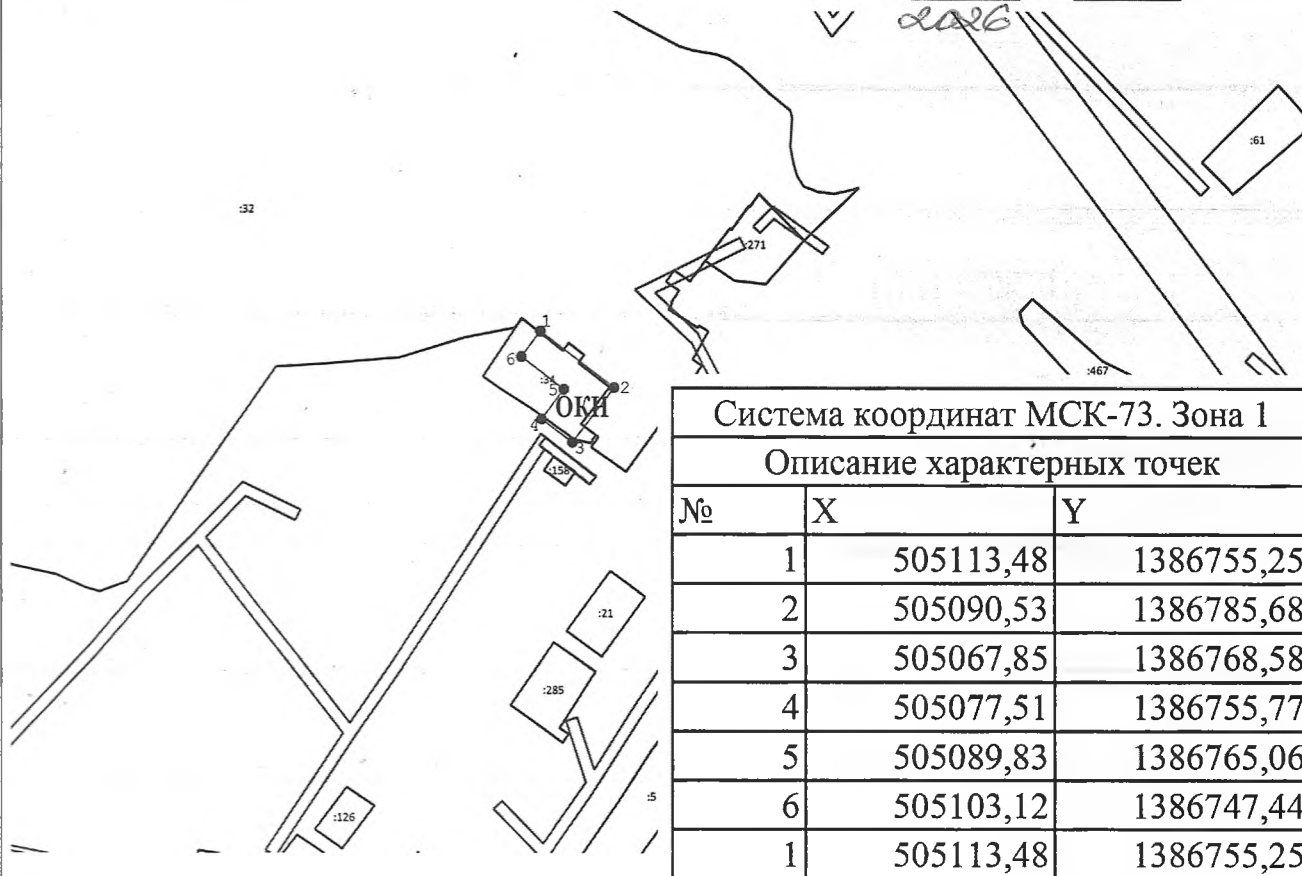 2026
:61
:32
:271
1
6
:34
5
2
ОКН
4
3
:467
:158
:21
:285
:126
:5
Система координат МСК-73. Зона 1
Описание характерных точек
№ X Y
1 505113,48 1386755,25
2 505090,53 1386785,68
3 505067,85 1386768,58
4 505077,51 1386755,77
5 505089,83 1386765,06
6 505103,12 1386747,44
1 505113,48 1386755,25